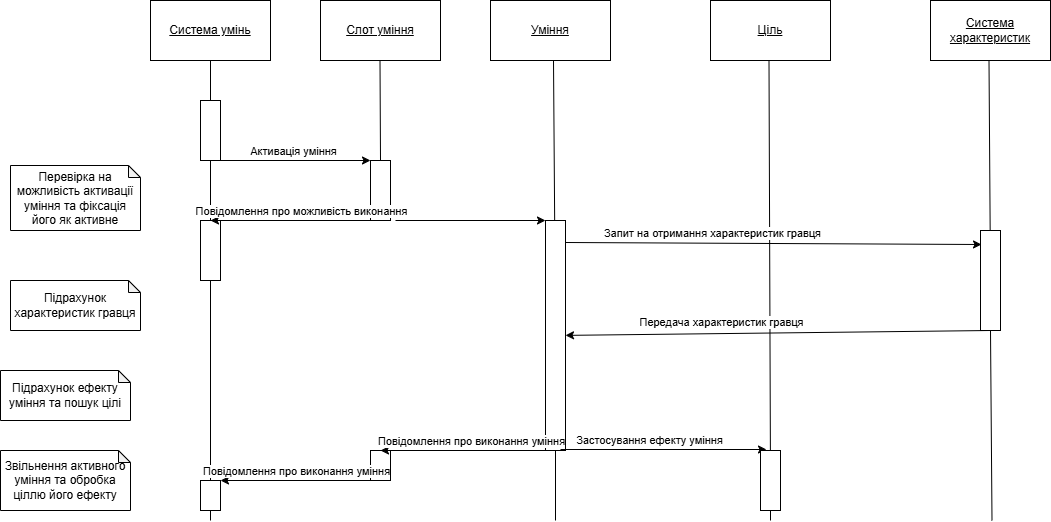 Система умінь
Слот уміння
Уміння
Ціль
Система
характеристик
Активація уміння
Перевірка на
можливість активації
уміння та фіксація
його як активне
Повідомлення про можливість виконання
Запит на отримання характеристик гравця
Підрахунок
характеристик гравця
Передача характеристик гравця
Підрахунок ефекту
уміння та пошук цілі
Повідомлення про виконання уміння
Застосування ефекту уміння
Звільнення активного
уміння та обробка
ціллю його ефекту
Повідомлення про виконання уміння